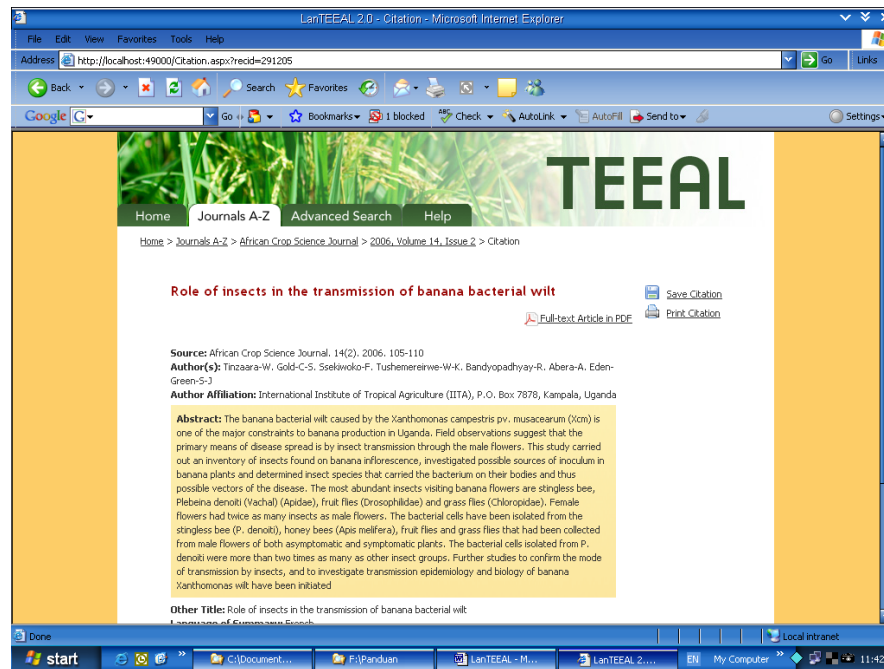 LanTEEAL 2.0 - Citation - Microsoft Internet Explorer
File Edit View Favorites Tools Help
Address http://localhost:49000/Citation.aspx?recid=291205 Go Links
Back Search Favorites
Google G Go Bookmarks 1 blocked ABC Check AutoLink AutoFill Send to Settings
TEEAL
Home Journals A-Z Advanced Search Help
Home > Journals A-Z > African Crop Science Journal > 2006, Volume 14, Issue 2 > Citation
Role of insects in the transmission of banana bacterial wilt
Save Citation
Full-text Article in PDF
Print Citation
Source: African Crop Science Journal. 14(2). 2006. 105-110
Author(s): Tinzaara-W. Gold-C-S. Ssekiwoko-F. Tushemereirwe-W-K. Bandyopadhyay-R. Abera-A. Eden-
Green-S-J
Author Affiliation: International Institute of Tropical Agriculture (IITA), P.O. Box 7878, Kampala, Uganda
Abstract: The banana bacterial wilt caused by the Xanthomonas campestris pv. musacearum (Xcm) is
one of the major constraints to banana production in Uganda. Field observations suggest that the
primary means of disease spread is by insect transmission through the male flowers. This study carried
out an inventory of insects found on banana inflorescence, investigated possible sources of inoculum in
banana plants and determined insect species that carried the bacterium on their bodies and thus
possible vectors of the disease. The most abundant insects visiting banana flowers are stingless bee,
Plebeina denoiti (Vachal) (Apidae), fruit flies (Drosophilidae) and grass flies (Chloropidae). Female
flowers had twice as many insects as male flowers. The bacterial cells have been isolated from the
stingless bee (P. denoiti), honey bees (Apis melifera), fruit flies and grass flies that had been collected
from male flowers of both asymptomatic and symptomatic plants. The bacterial cells isolated from P.
denoiti were more than two times as many as other insect groups. Further studies to confirm the mode
of transmission by insects, and to investigate transmission epidemiology and biology of banana
Xanthomonas wilt have been initiated
Other Title: Role of insects in the transmission of banana bacterial wilt
Language of Summary: French
Done Local intranet
start C:\Document... F:\Panduan LanTEEAL - M... LanTEEAL 2.... EN My Computer 11:42